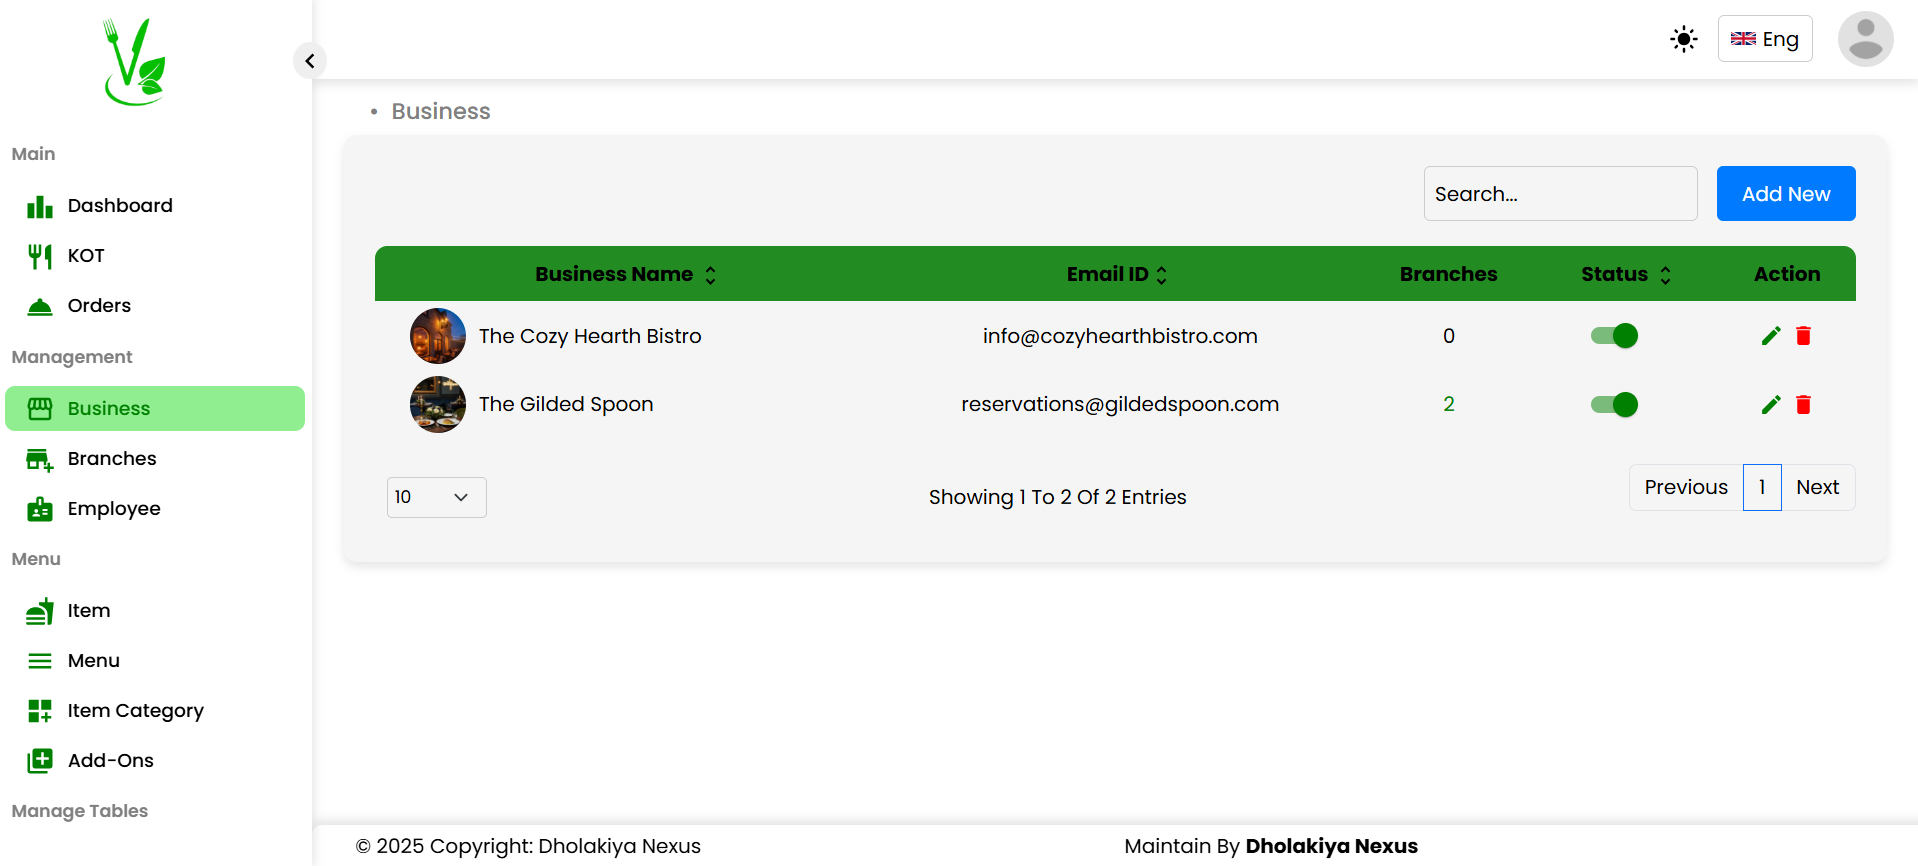 Eng
Main
Dashboard
KOT
Orders
Management
Business
Branches
Employee
Menu
Item
Menu
Item Category
Add-Ons
Manage Tables
• Business
Search...
Add New
Business Name Email ID Branches Status Action
The Cozy Hearth Bistro info@cozyhearthbistro.com 0
The Gilded Spoon reservations@gildedspoon.com 2
10 Showing 1 To 2 Of 2 Entries Previous 1 Next
© 2025 Copyright: Dholakiya Nexus Maintain By Dholakiya Nexus